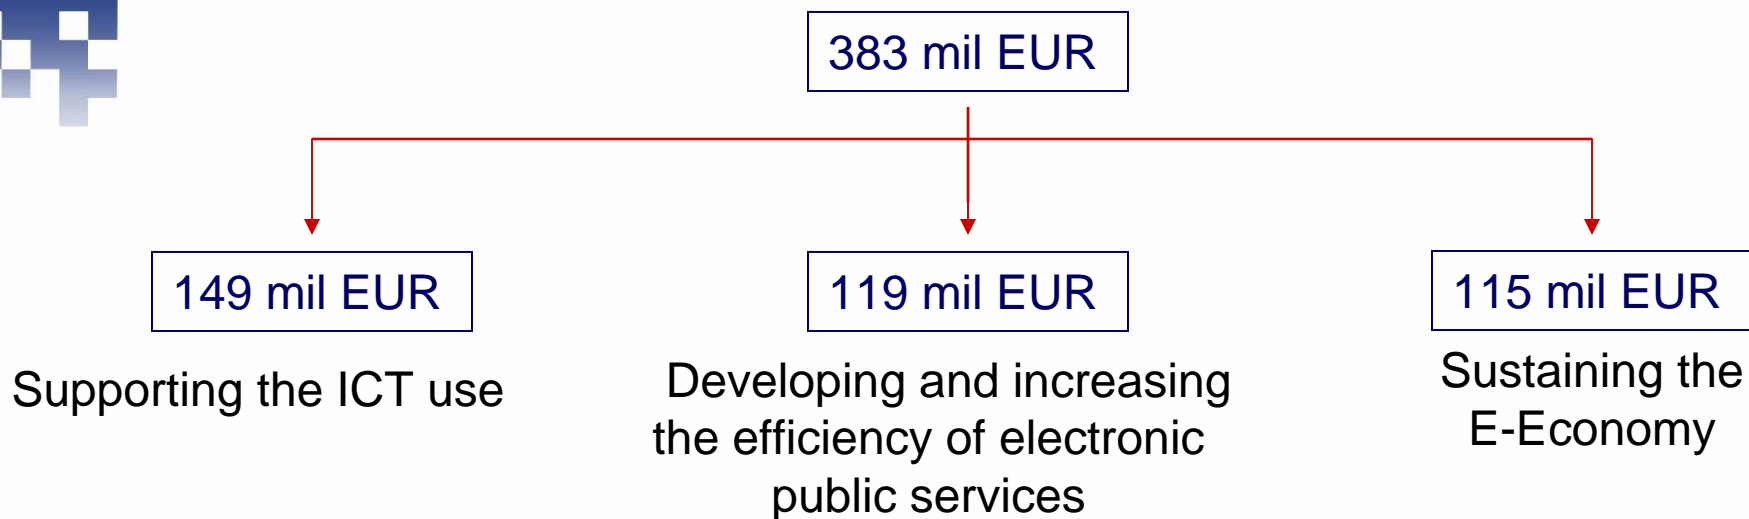 383 mil EUR
149 mil EUR
119 mil EUR
115 mil EUR
Supporting the ICT use
Developing and increasing
the efficiency of electronic
public services
Sustaining the
E-Economy